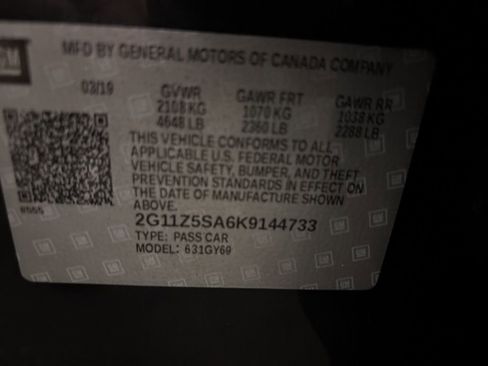 GM
MFD BY GENERAL MOTORS OF CANADA COMPANY
03/19 GVWR GAWR FRT GAWR RR
2108 KG 1070 KG 1038 KG
4648 LB 2360 LB 2288 LB
THIS VEHICLE CONFORMS TO ALL
APPLICABLE U.S. FEDERAL MOTOR
VEHICLE SAFETY, BUMPER, AND THEFT
PREVENTION STANDARDS IN EFFECT ON
THE DATE OF MANUFACTURE SHOWN
ABOVE.
2G11Z5SA6K9144733
TYPE: PASS CAR
MODEL: 631GY69